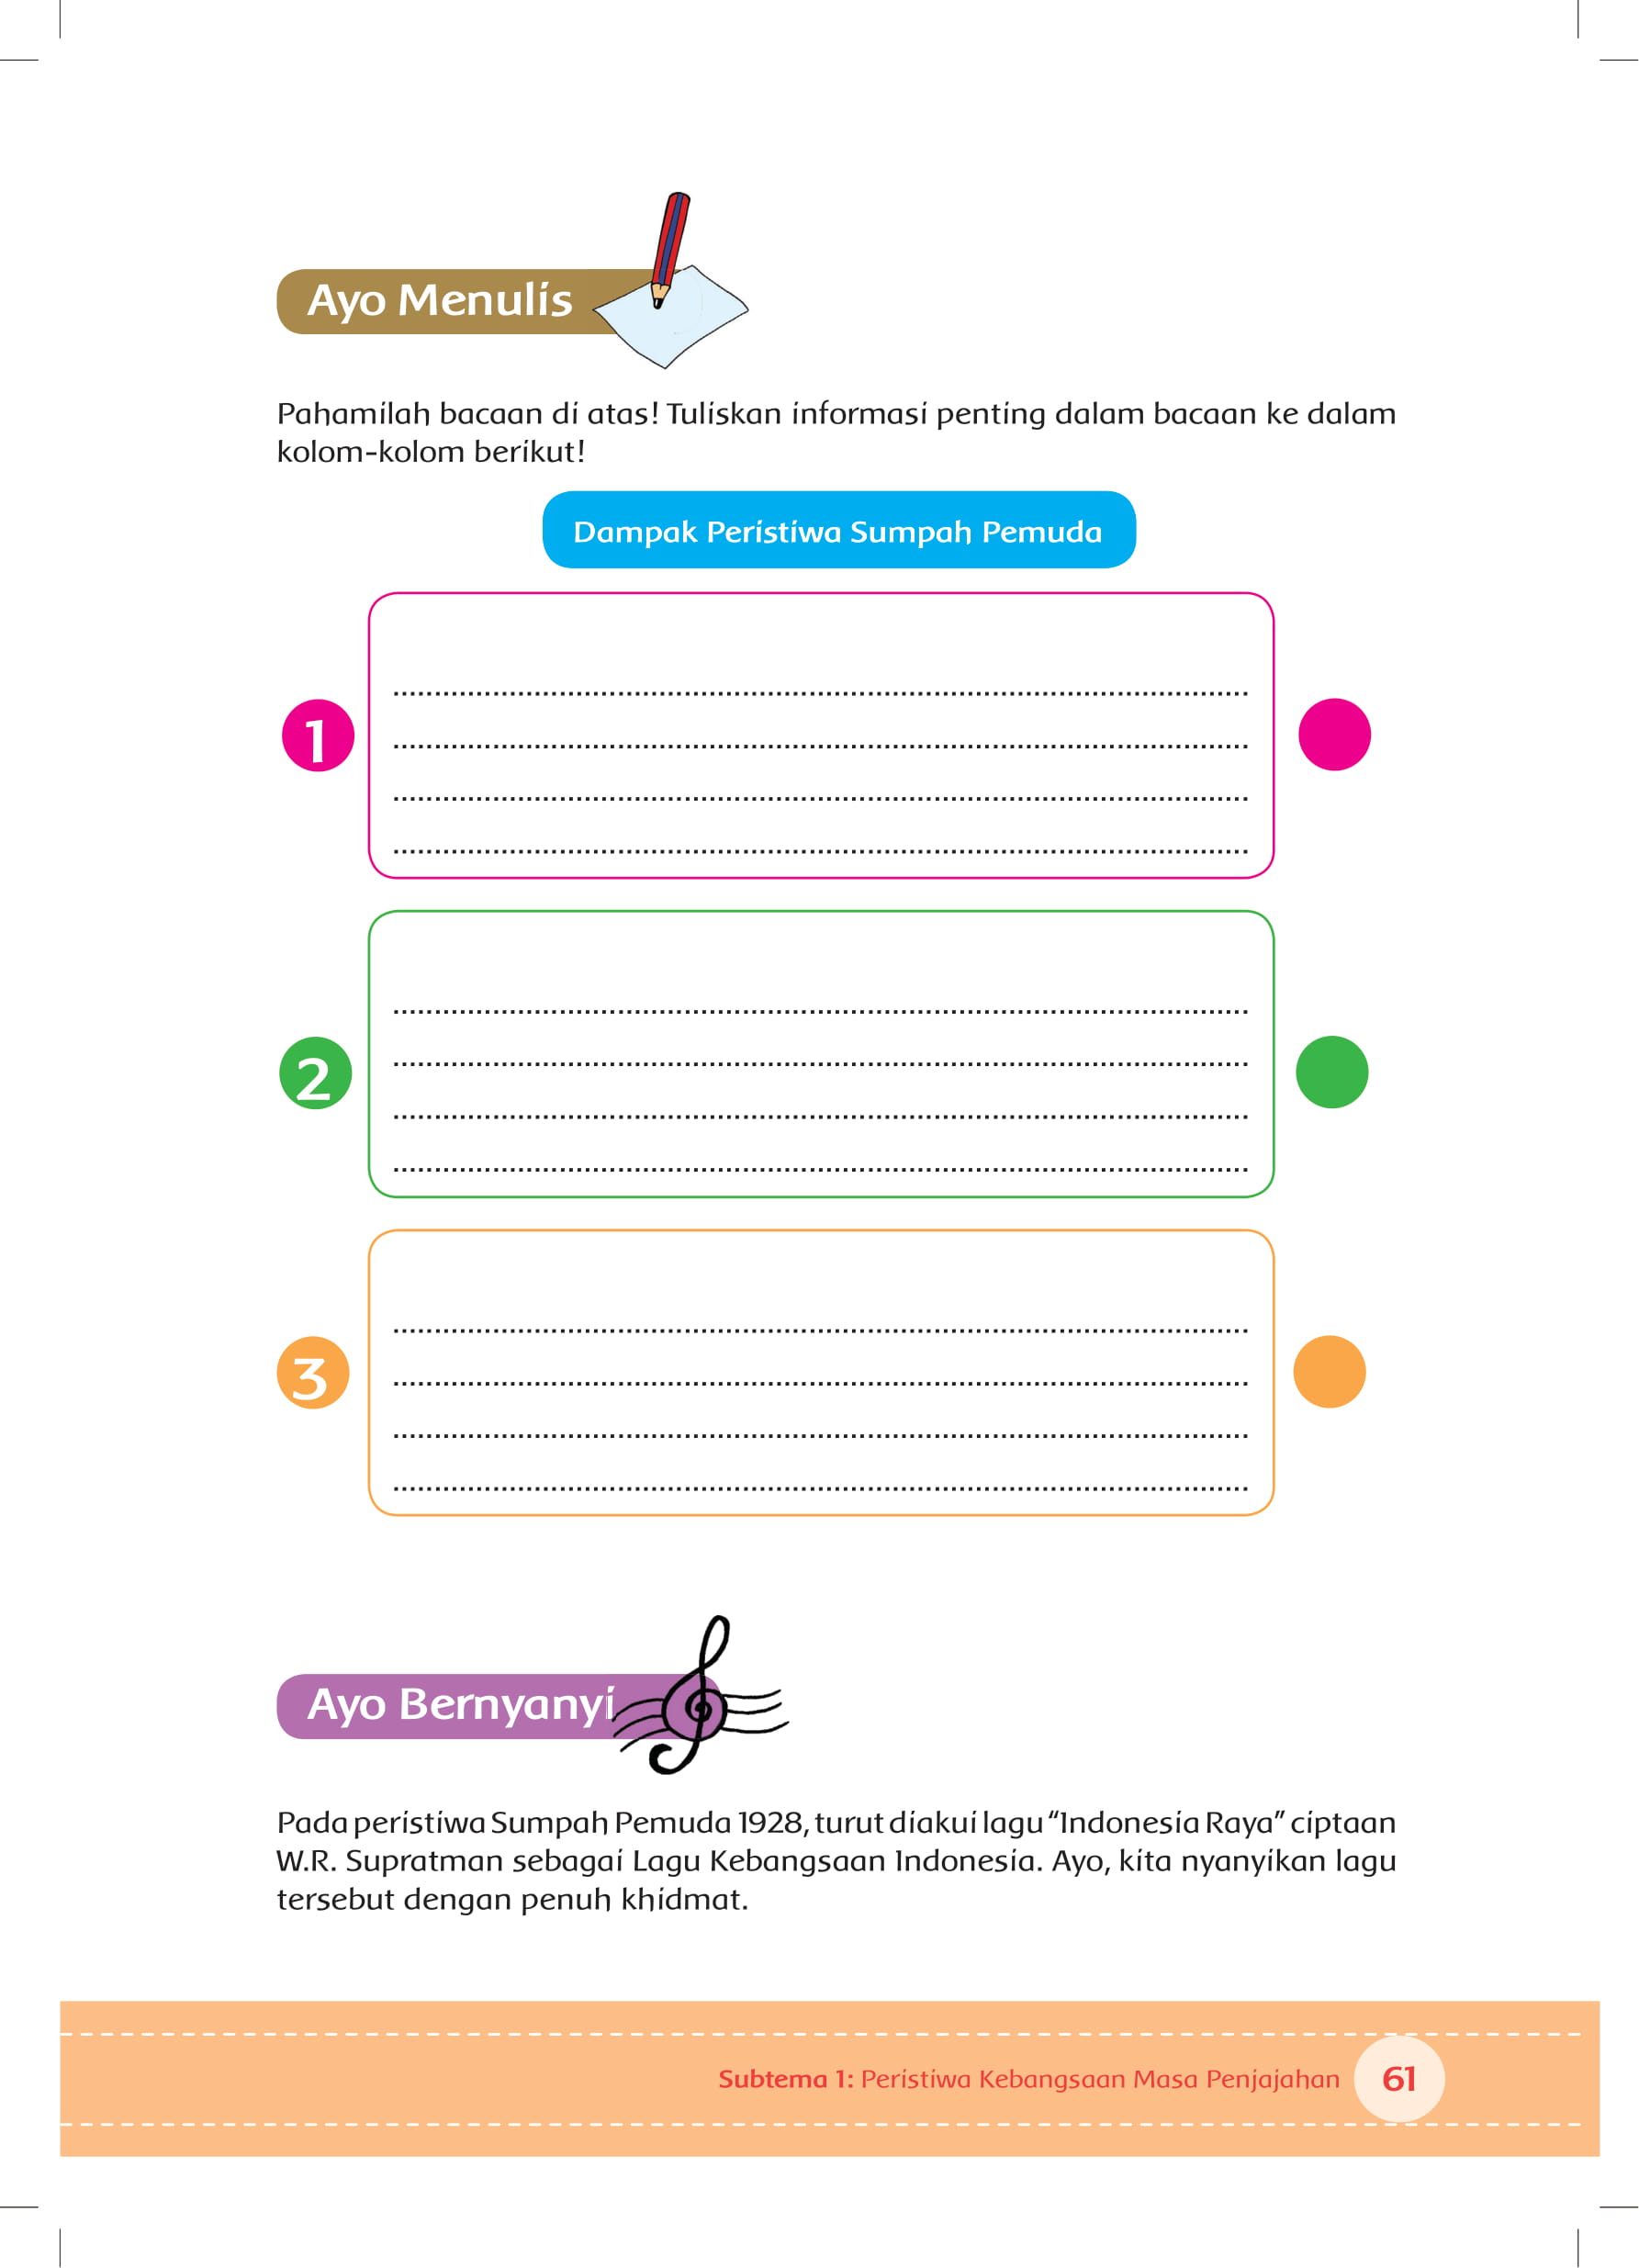 Ayo Menulis
Pahamilah bacaan di atas! Tuliskan informasi penting dalam bacaan ke dalam
kolom-kolom berikut!
Dampak Peristiwa Sumpah Pemuda
1
2
3
Ayo Bernyanyi
Pada peristiwa Sumpah Pemuda 1928, turut diakui lagu “Indonesia Raya” ciptaan
W.R. Supratman sebagai Lagu Kebangsaan Indonesia. Ayo, kita nyanyikan lagu
tersebut dengan penuh khidmat.
Subtema 1: Peristiwa Kebangsaan Masa Penjajahan 61